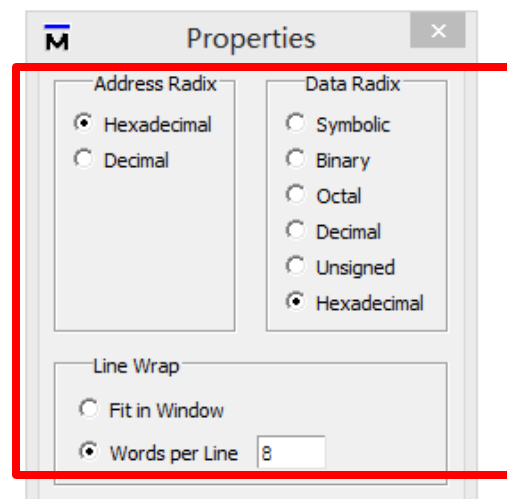 M Properties ×
Address Radix
Hexadecimal
Decimal
Data Radix
Symbolic
Binary
Octal
Decimal
Unsigned
Hexadecimal
Line Wrap
Fit in Window
Words per Line 8